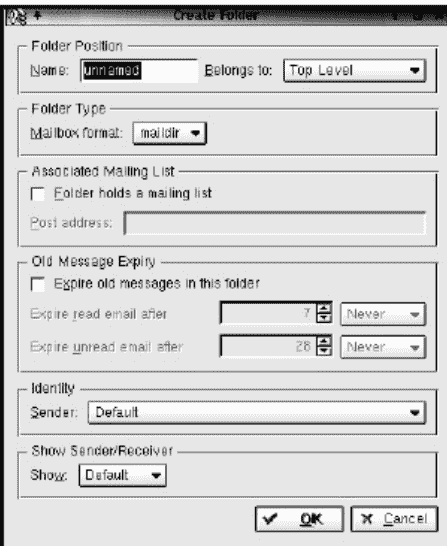 Create Folder
Folder Position
Name: unnamed Belongs to: Top Level
Folder Type
Mailbox format: maildir
Associated Mailing List
Folder holds a mailing list
Post address:
Old Message Expiry
Expire old messages in this folder
Expire read email after 7 Never
Expire unread email after 28 Never
Identity
Sender: Default
Show Sender/Receiver
Show: Default
OK Cancel